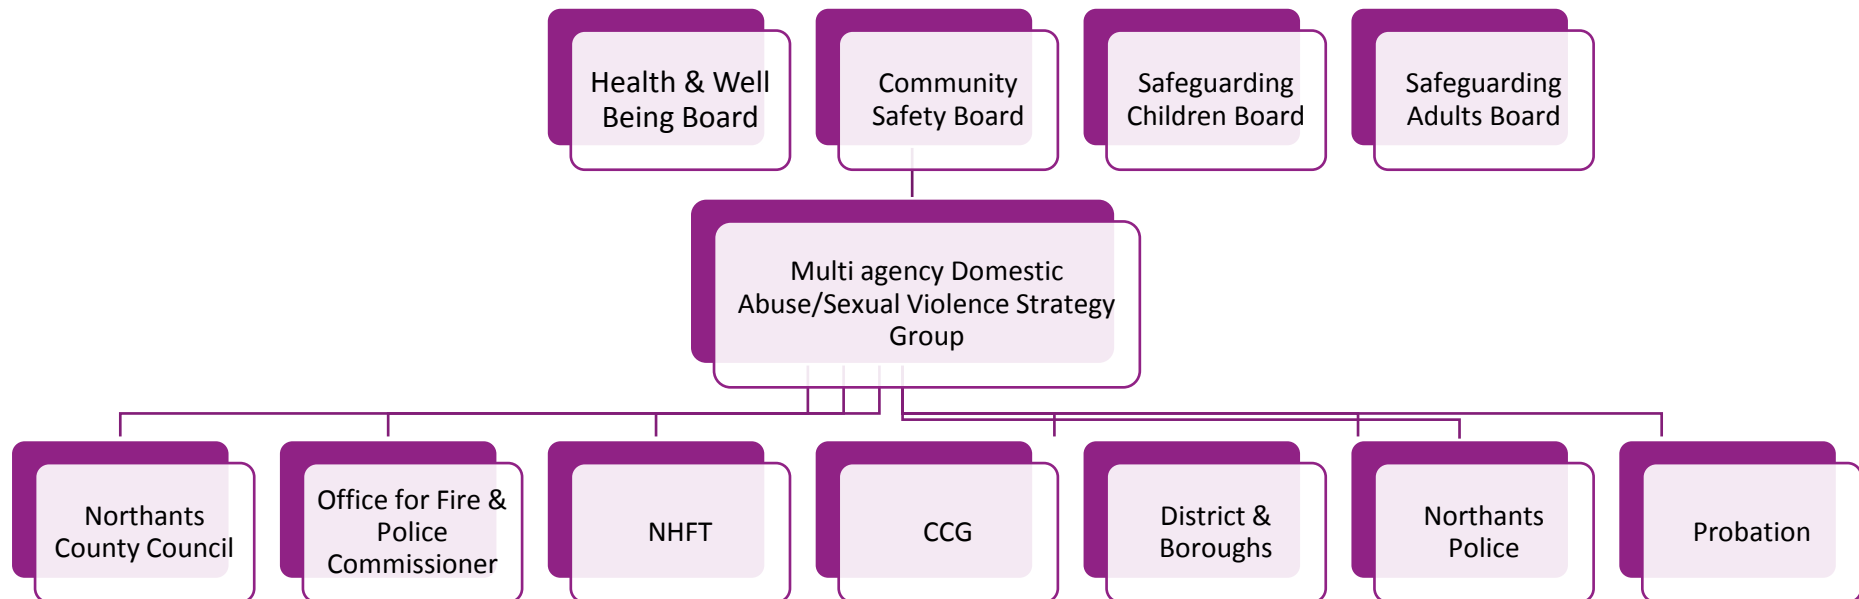 Health & Well
Being Board
Community
Safety Board
Safeguarding
Children Board
Safeguarding
Adults Board
Multi agency Domestic
Abuse/Sexual Violence Strategy
Group
Northants
County Council
Office for Fire &
Police
Commissioner
NHFT
CCG
District &
Boroughs
Northants
Police
Probation